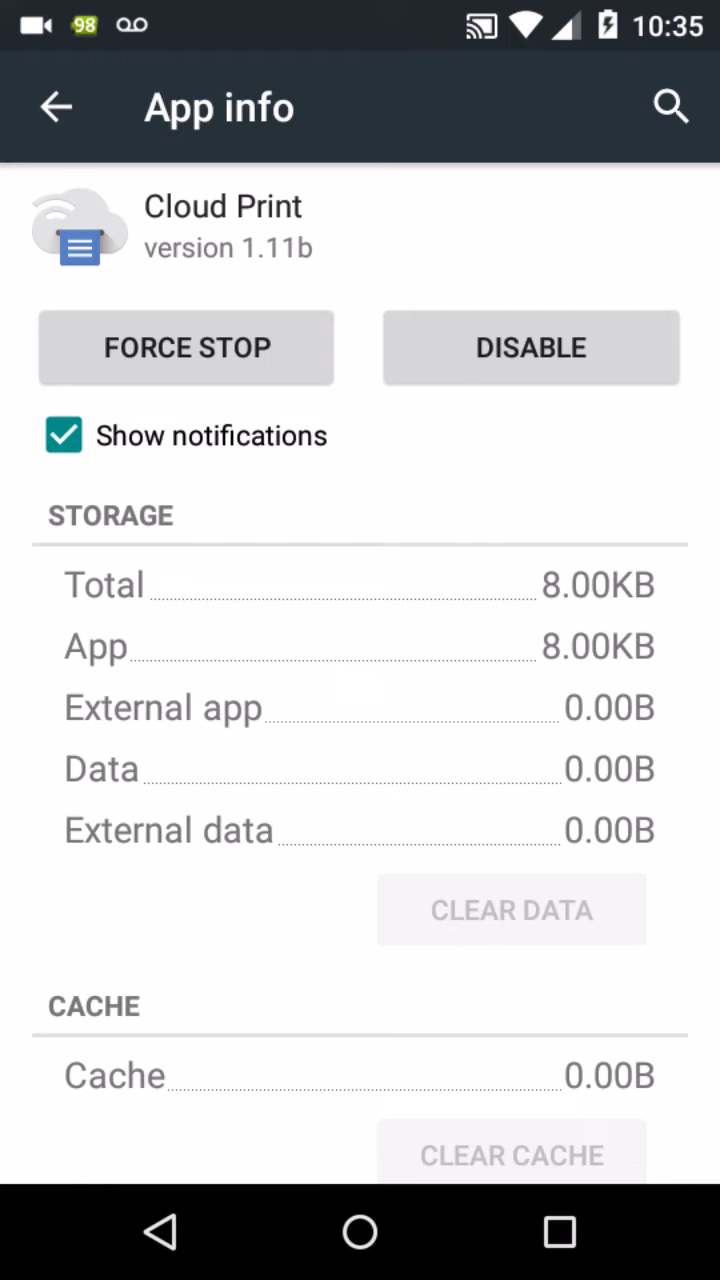 98 10:35
App info
Cloud Print
version 1.11b
FORCE STOP DISABLE
Show notifications
STORAGE
Total 8.00KB
App 8.00KB
External app 0.00B
Data 0.00B
External data 0.00B
CLEAR DATA
CACHE
Cache 0.00B
CLEAR CACHE